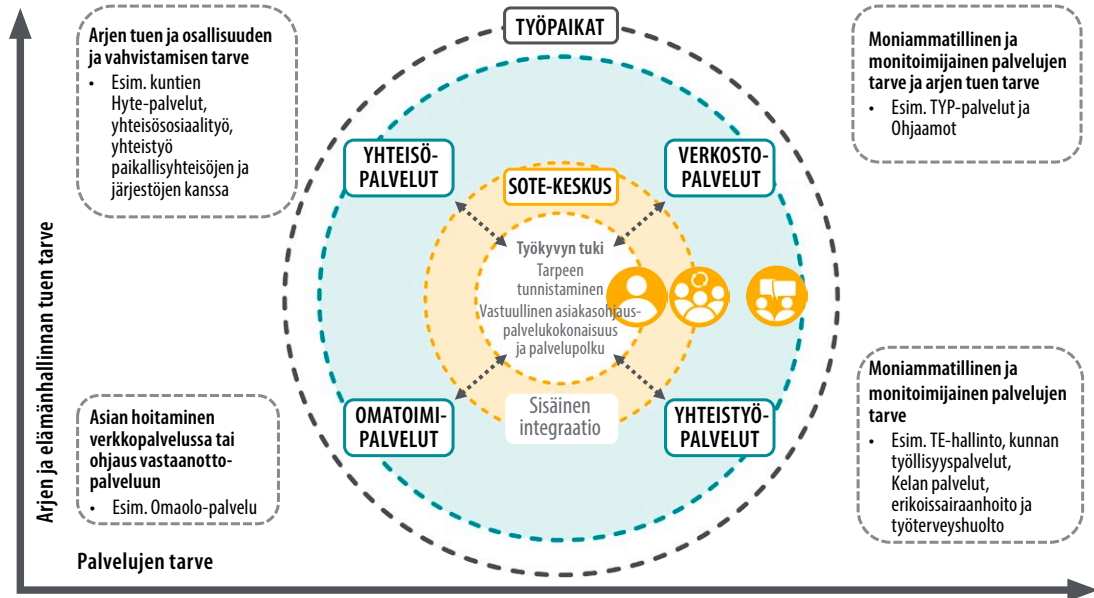 TYÖPAIKAT
Arjen tuen ja osallisuuden
ja vahvistamisen tarve
• Esim. kuntien
Hyte-palvelut,
yhteisösosiaalityö,
yhteistyö
paikallisyhteisöjen ja
järjestöjen kanssa
Moniammatillinen ja
monitoimijainen palvelujen
tarve ja arjen tuen tarve
• Esim. TYP-palvelut ja
Ohjaamot
YHTEISÖ-
PALVELUT
SOTE-KESKUS
VERKOSTO-
PALVELUT
Työkyvyn tuki
Tarpeen
tunnistaminen
Vastuullinen asiakasohjaus-
palvelukokonaisuus
ja palvelupolku
OMATOIMI-
PALVELUT
Sisäinen
integraatio
YHTEISTYÖ-
PALVELUT
Asian hoitaminen
verkkopalvelussa tai
ohjaus vastaanotto-
palveluun
• Esim. Omaolo-palvelu
Moniammatillinen ja
monitoimijainen palvelujen
tarve
• Esim. TE-hallinto, kunnan
työllisyyspalvelut,
Kelan palvelut,
erikoissairaanhoito ja
työterveyshuolto
Arjen ja elämänhallinnan tuen tarve
Palvelujen tarve